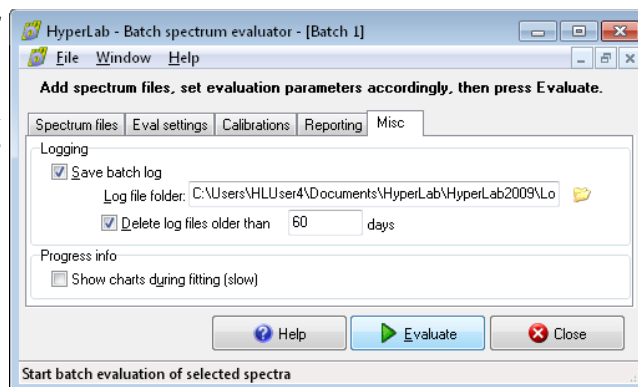 HyperLab - Batch spectrum evaluator - [Batch 1]
File Window Help
Add spectrum files, set evaluation parameters accordingly, then press Evaluate.
Spectrum files Eval settings Calibrations Reporting Misc
Logging
Save batch log
Log file folder: C:\Users\HLUser4\Documents\HyperLab\HyperLab2009\Lo
Delete log files older than 60 days
Progress info
Show charts during fitting (slow)
Help Evaluate Close
Start batch evaluation of selected spectra